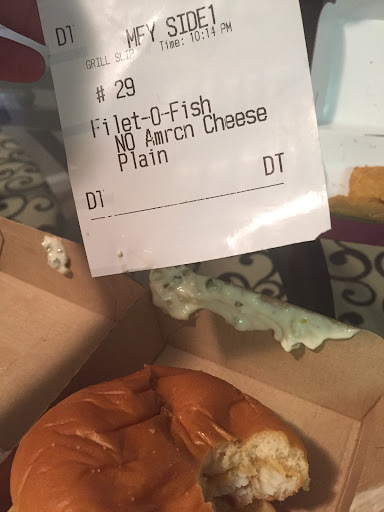 DT
MFY SIDE1
GRILL SLIP Time: 10:14 PM
# 29
Filet-O-Fish
NO Amrcn Cheese
Plain
DT DT